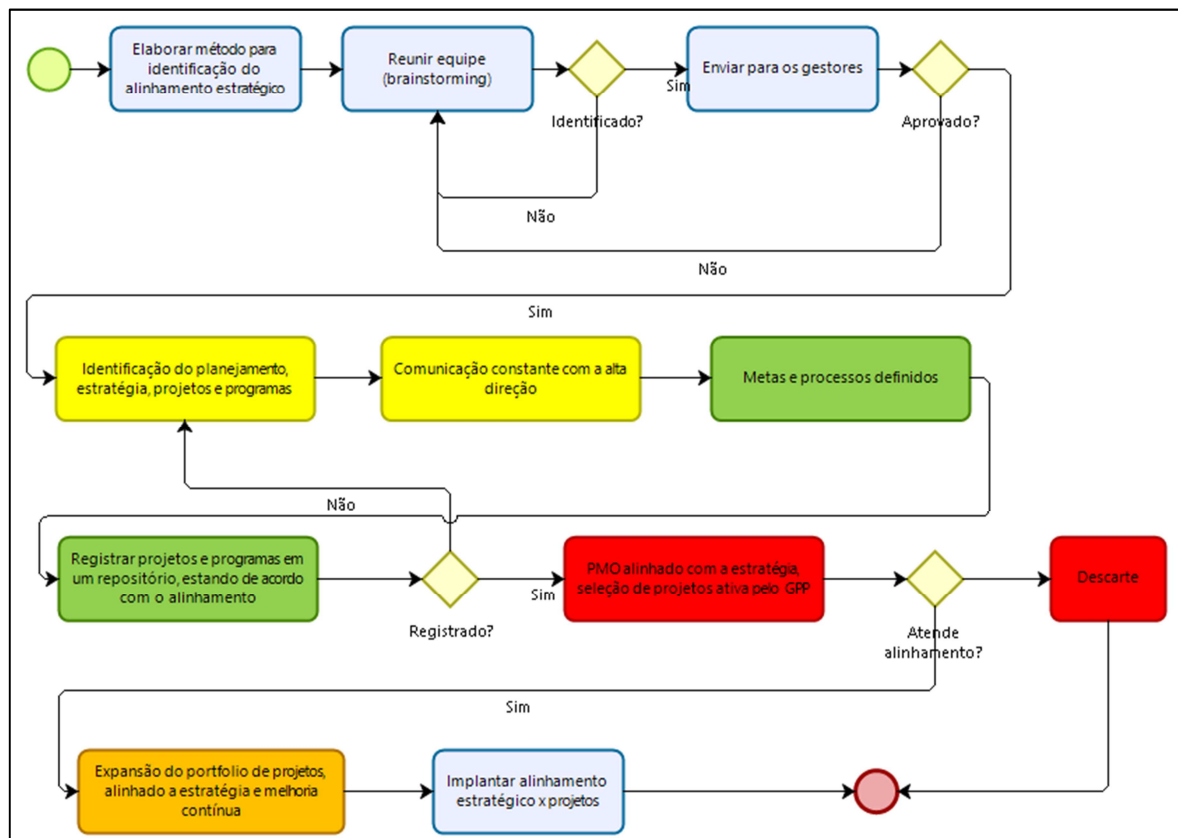 Elaborar método para
identificação do
alinhamento estratégico
Reunir equipe
(brainstorming)
Identificado?
Sim
Enviar para os gestores
Aprovado?
Não
Não
Sim
Identificação do planejamento,
estratégia, projetos e programas
Comunicação constante com a alta
direção
Metas e processos definidos
Não
Registrar projetos e programas em
um repositório, estando de acordo
com o alinhamento
Registrado?
Sim
PMO alinhado com a estratégia,
seleção de projetos ativa pelo GPP
Atende
alinhamento?
Descarte
Sim
Expansão do portfolio de projetos,
alinhado a estratégia e melhoria
contínua
Implantar alinhamento
estratégico x projetos